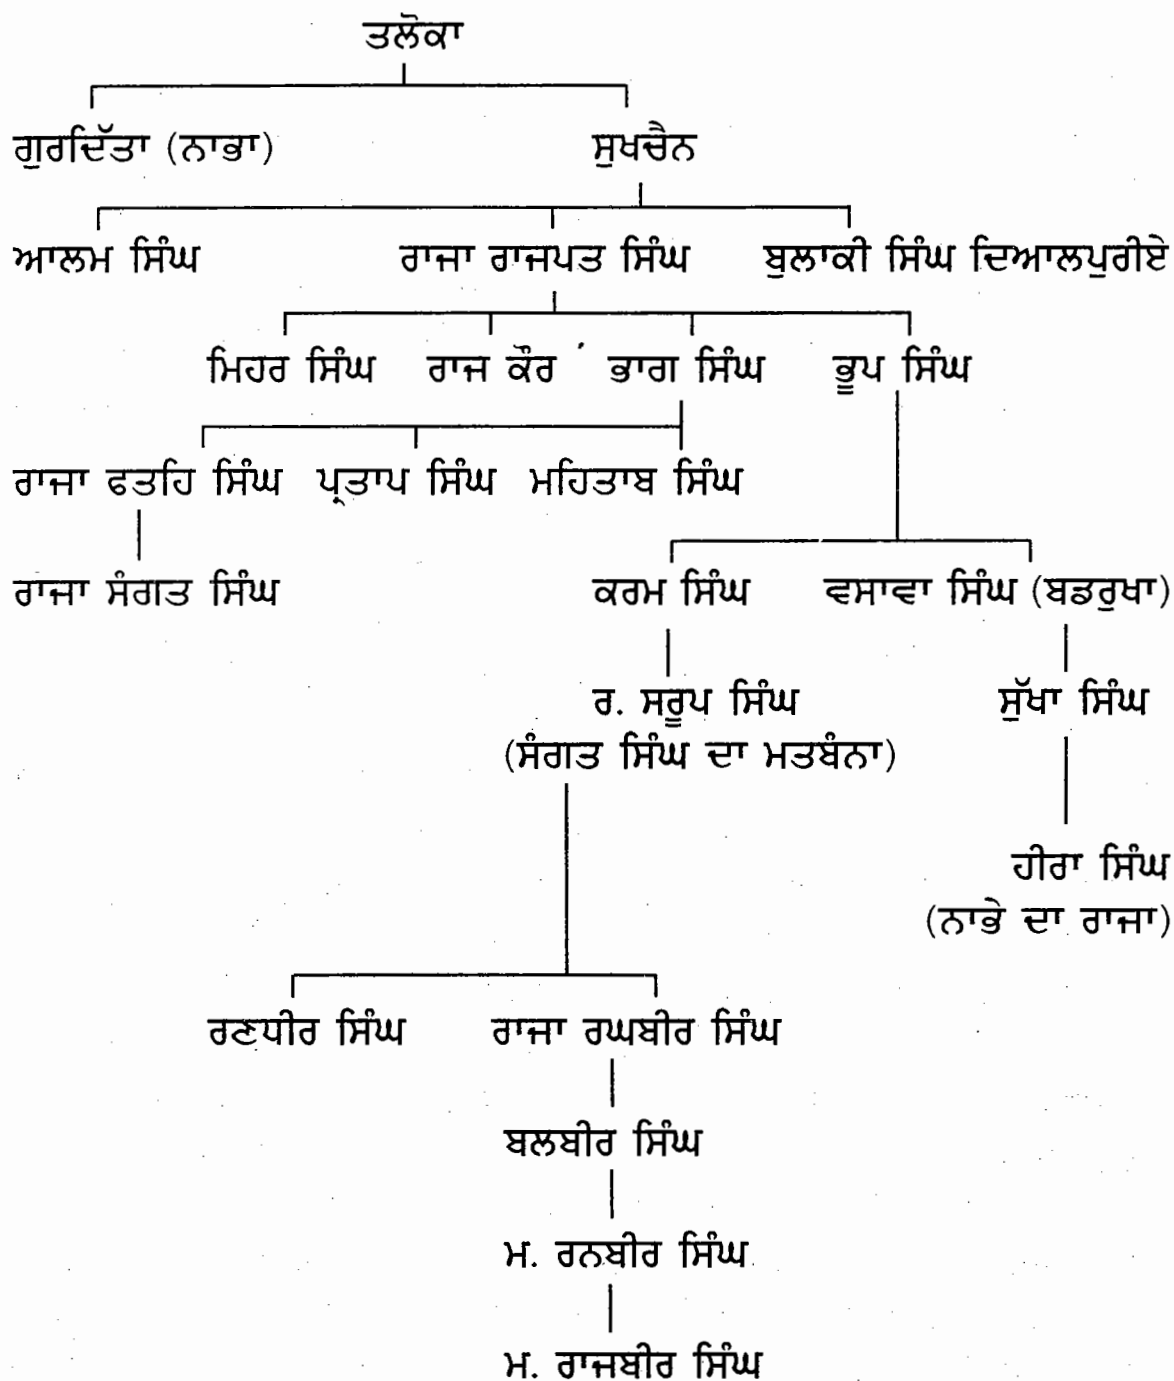 ਤਲੋਕਾ
ਗੁਰਦਿੱਤਾ (ਨਾਭਾ) ਸੁਖਚੈਨ
ਆਲਮ ਸਿੰਘ ਰਾਜਾ ਰਾਜਪਤ ਸਿੰਘ ਬੁਲਾਕੀ ਸਿੰਘ ਦਿਆਲਪੁਰੀਏ
ਮਿਹਰ ਸਿੰਘ ਰਾਜ ਕੌਰ ਭਾਗ ਸਿੰਘ ਭੂਪ ਸਿੰਘ
ਰਾਜਾ ਫਤਹਿ ਸਿੰਘ ਪ੍ਰਤਾਪ ਸਿੰਘ ਮਹਿਤਾਬ ਸਿੰਘ
ਰਾਜਾ ਸੰਗਤ ਸਿੰਘ ਕਰਮ ਸਿੰਘ ਵਸਾਵਾ ਸਿੰਘ (ਬਡਰੁਖਾ)
ਰ. ਸਰੂਪ ਸਿੰਘ ਸੁੱਖਾ ਸਿੰਘ
(ਸੰਗਤ ਸਿੰਘ ਦਾ ਮਤਬੰਨਾ)
ਹੀਰਾ ਸਿੰਘ
(ਨਾਭੇ ਦਾ ਰਾਜਾ)
ਰਣਧੀਰ ਸਿੰਘ ਰਾਜਾ ਰਘਬੀਰ ਸਿੰਘ
ਬਲਬੀਰ ਸਿੰਘ
ਮ. ਰਨਬੀਰ ਸਿੰਘ
ਮ. ਰਾਜਬੀਰ ਸਿੰਘ